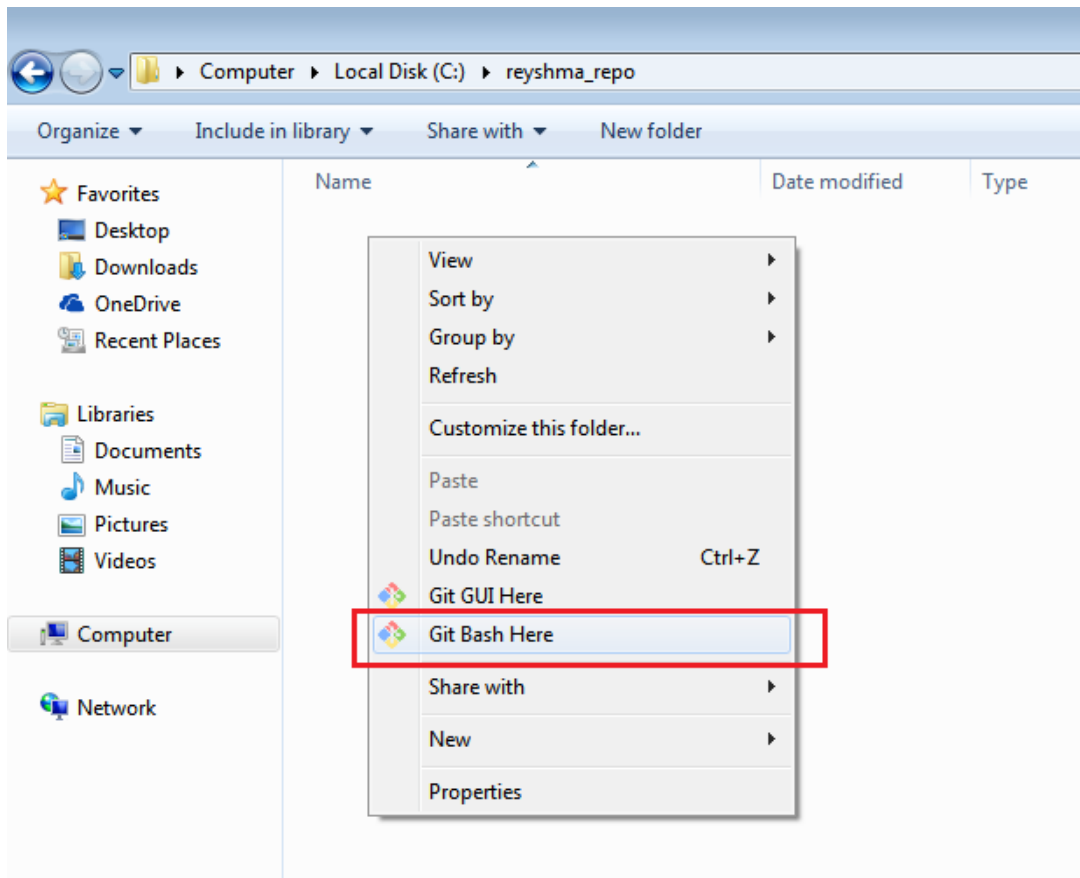 Computer Local Disk (C:) reyshma_repo
Organize Include in library Share with New folder
Name Date modified Type
Favorites
Desktop
Downloads
OneDrive
Recent Places
Libraries
Documents
Music
Pictures
Videos
Computer
Network
View
Sort by
Group by
Refresh
Customize this folder...
Paste
Paste shortcut
Undo Rename Ctrl+Z
Git GUI Here
Git Bash Here
Share with
New
Properties